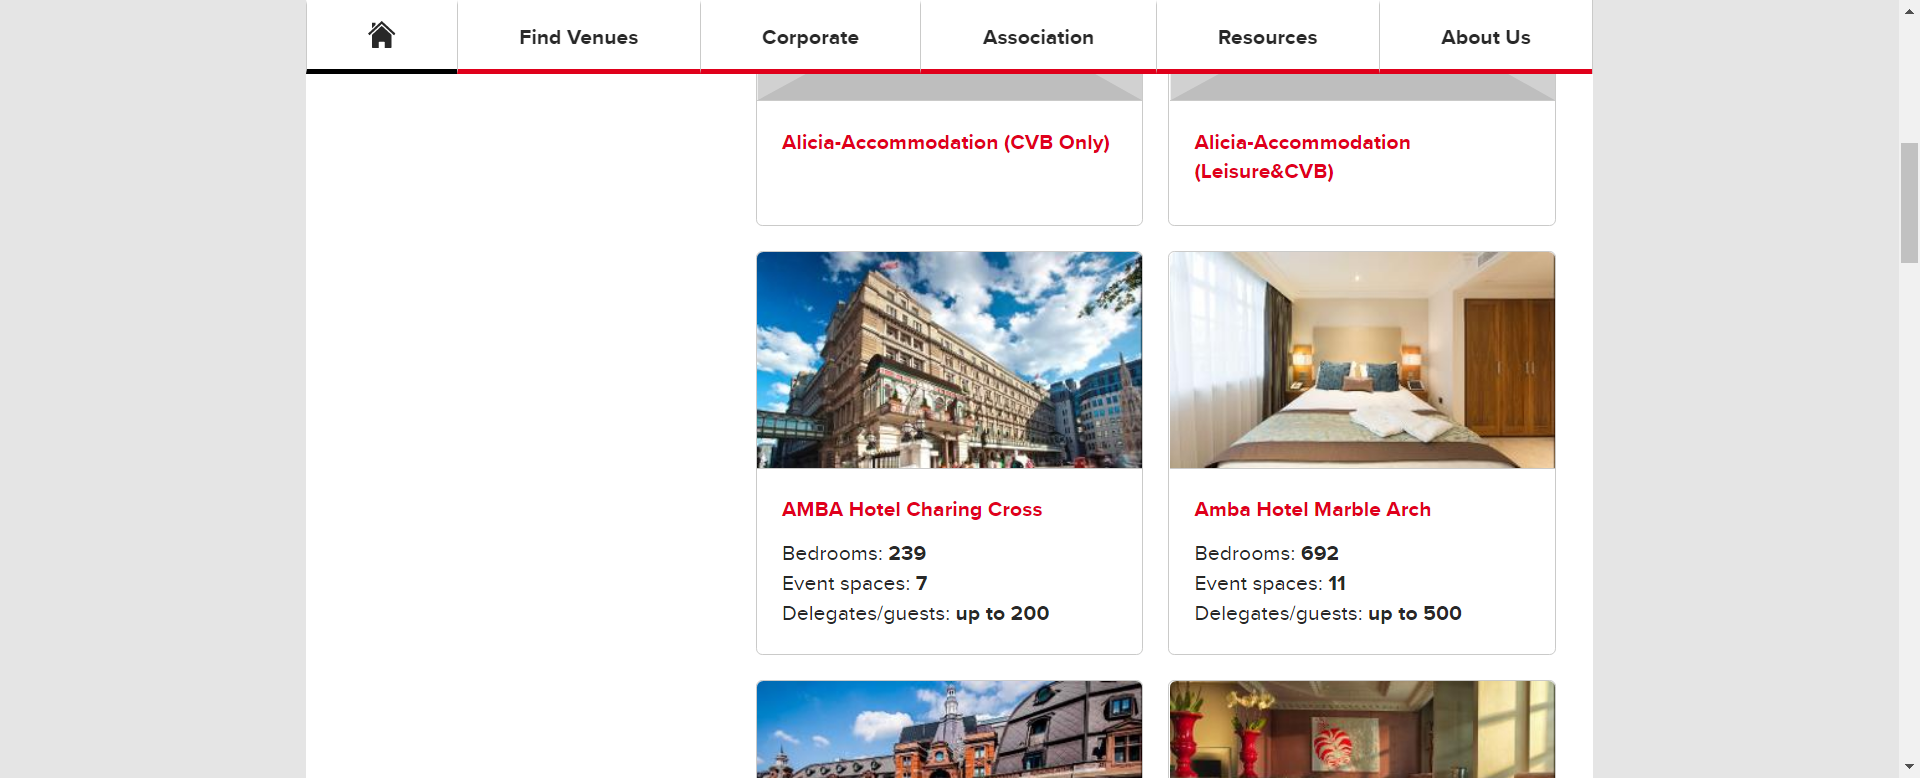 Find Venues
Corporate
Association
Resources
About Us
Alicia-Accommodation (CVB Only)
Alicia-Accommodation
(Leisure&CVB)
AMBA Hotel Charing Cross
Bedrooms: 239
Event spaces: 7
Delegates/guests: up to 200
Amba Hotel Marble Arch
Bedrooms: 692
Event spaces: 11
Delegates/guests: up to 500